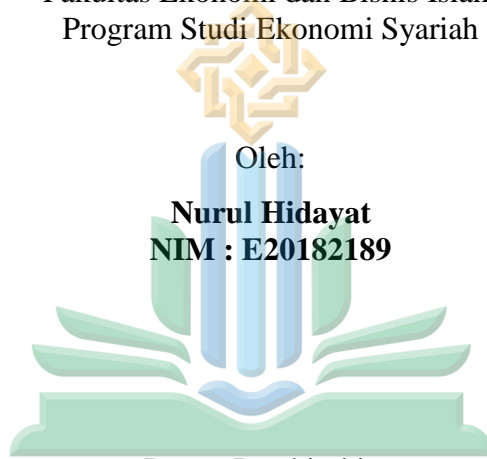 Fakultas Ekonomi dan Bisnis Islam
Program Studi Ekonomi Syariah
Oleh:
Nurul Hidayat
NIM : E20182189